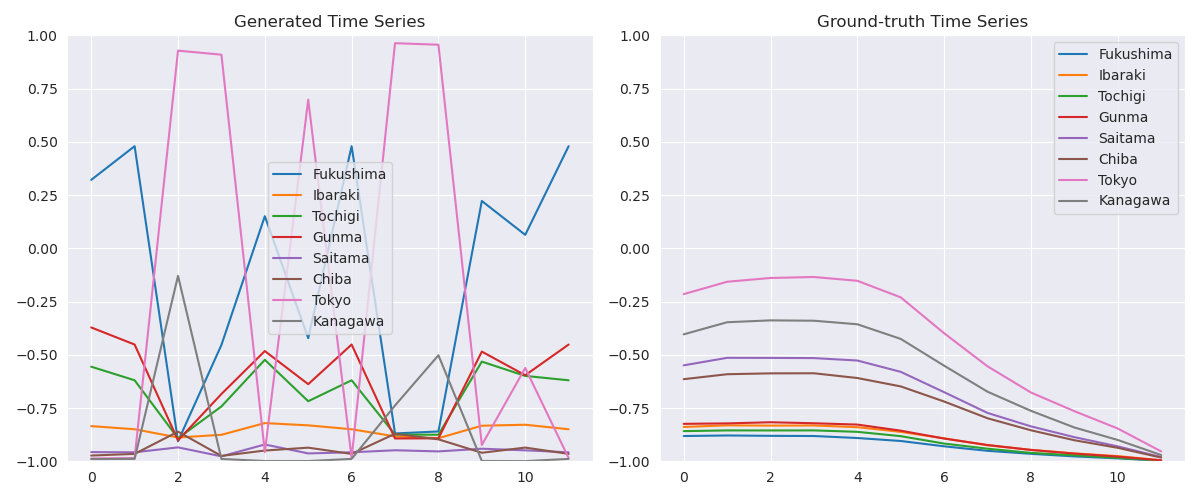 Generated Time Series
1.00
0.75
0.50
0.25
0.00
−0.25
−0.50
−0.75
−1.00
0 2 4 6 8 10
Fukushima
Ibaraki
Tochigi
Gunma
Saitama
Chiba
Tokyo
Kanagawa
Ground-truth Time Series
1.00
0.75
0.50
0.25
0.00
−0.25
−0.50
−0.75
−1.00
0 2 4 6 8 10
Fukushima
Ibaraki
Tochigi
Gunma
Saitama
Chiba
Tokyo
Kanagawa